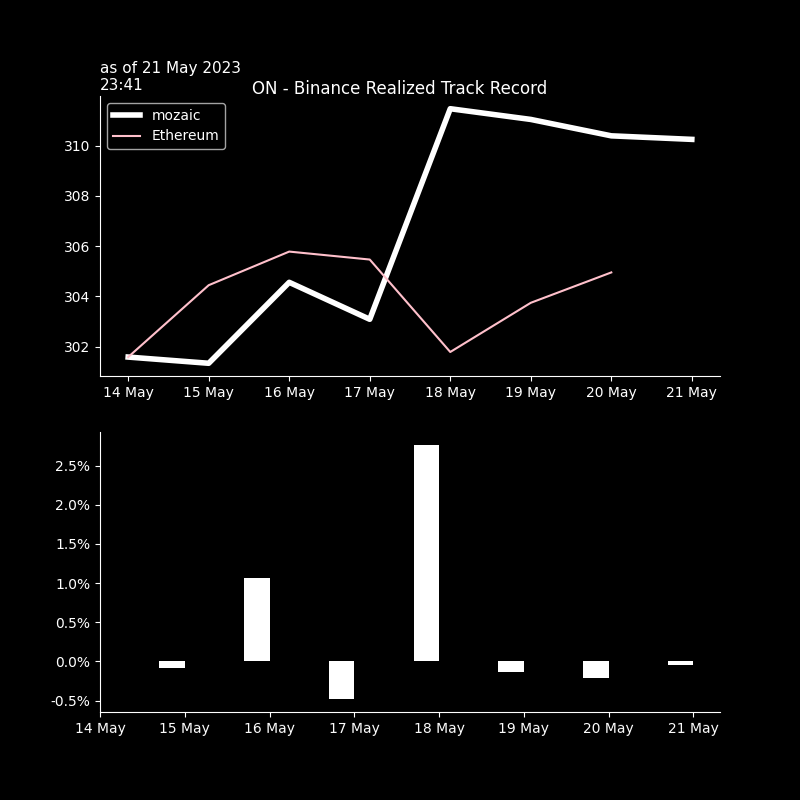 as of 21 May 2023
23:41
ON - Binance Realized Track Record
mozaic
Ethereum
310
308
306
304
302
14 May 15 May 16 May 17 May 18 May 19 May 20 May 21 May
2.5%
2.0%
1.5%
1.0%
0.5%
0.0%
-0.5%
14 May 15 May 16 May 17 May 18 May 19 May 20 May 21 May